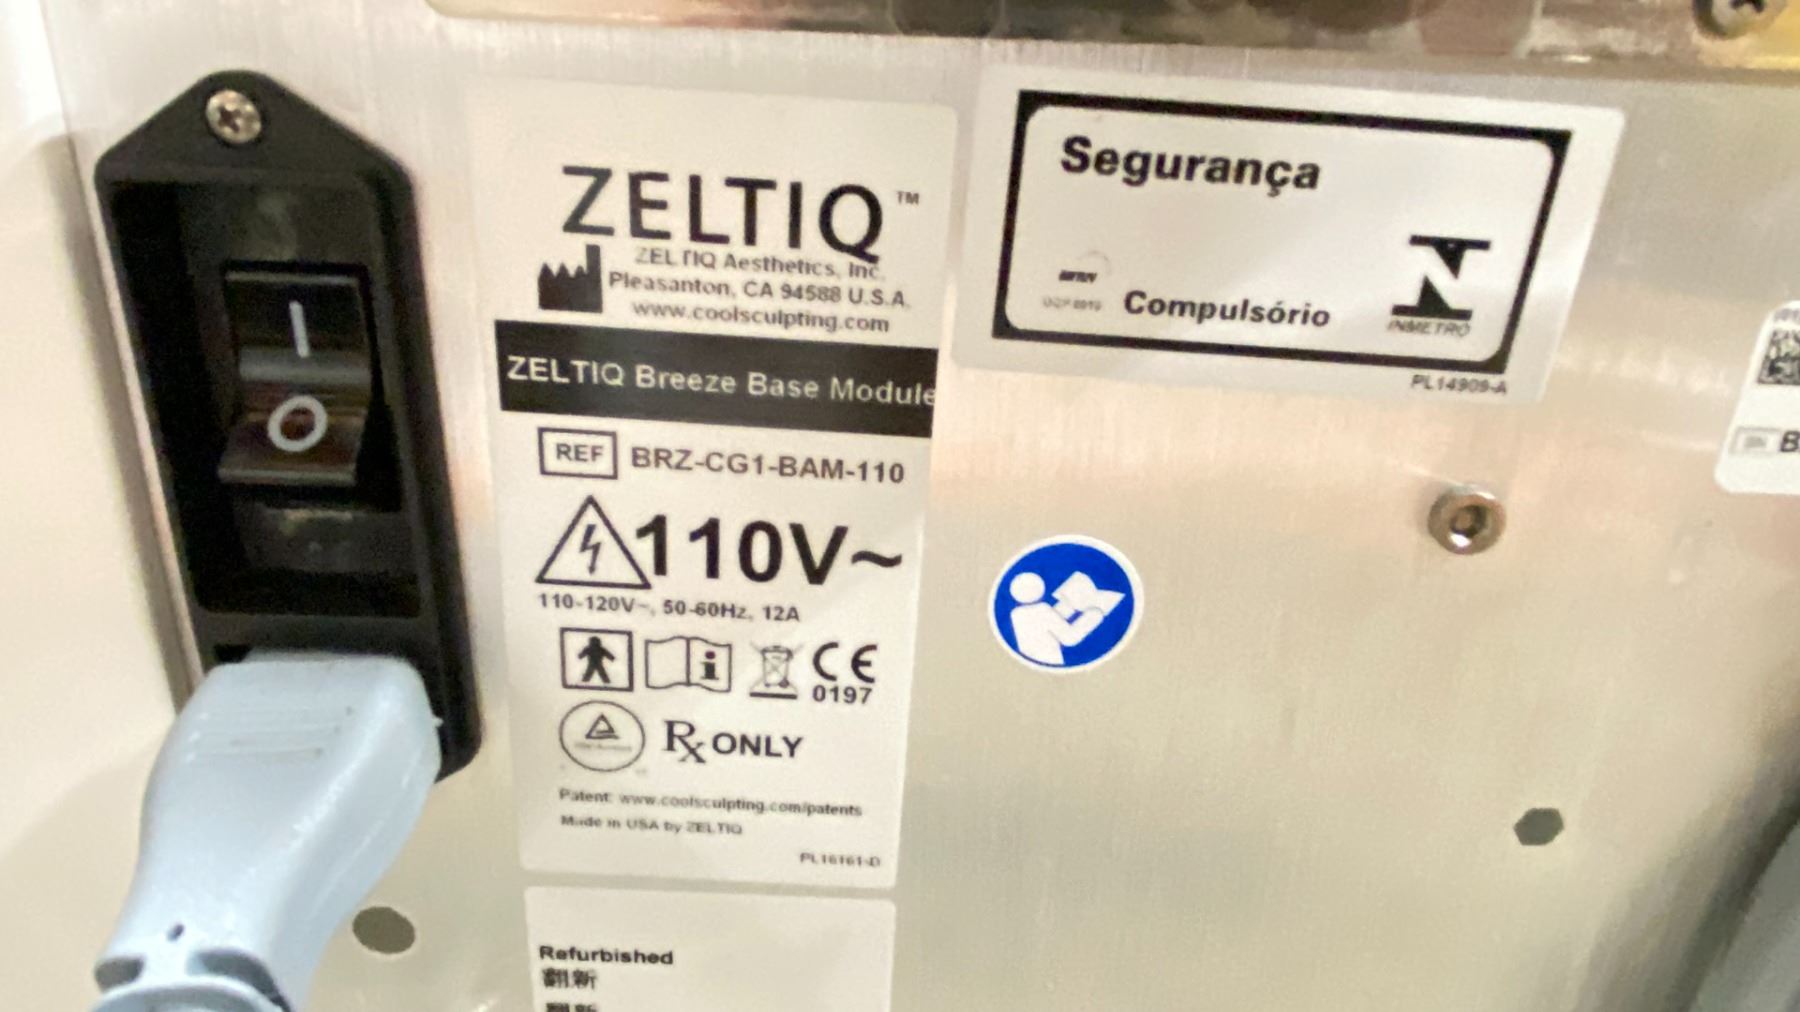 ZELTIQ™
ZELTIQ Aesthetics, Inc.
Pleasanton, CA 94588 U.S.A.
www.coolsculpting.com
ZELTIQ Breeze Base Module
REF BRZ-CG1-BAM-110
110V~
110-120V~, 50-60Hz, 12A
CE
0197
Rx ONLY
Patent: www.coolsculpting.com/patents
Made in USA by ZELTIQ
PL16161-D
Refurbished
翻新
Segurança
Compulsório
INMETRO
PL14909-A